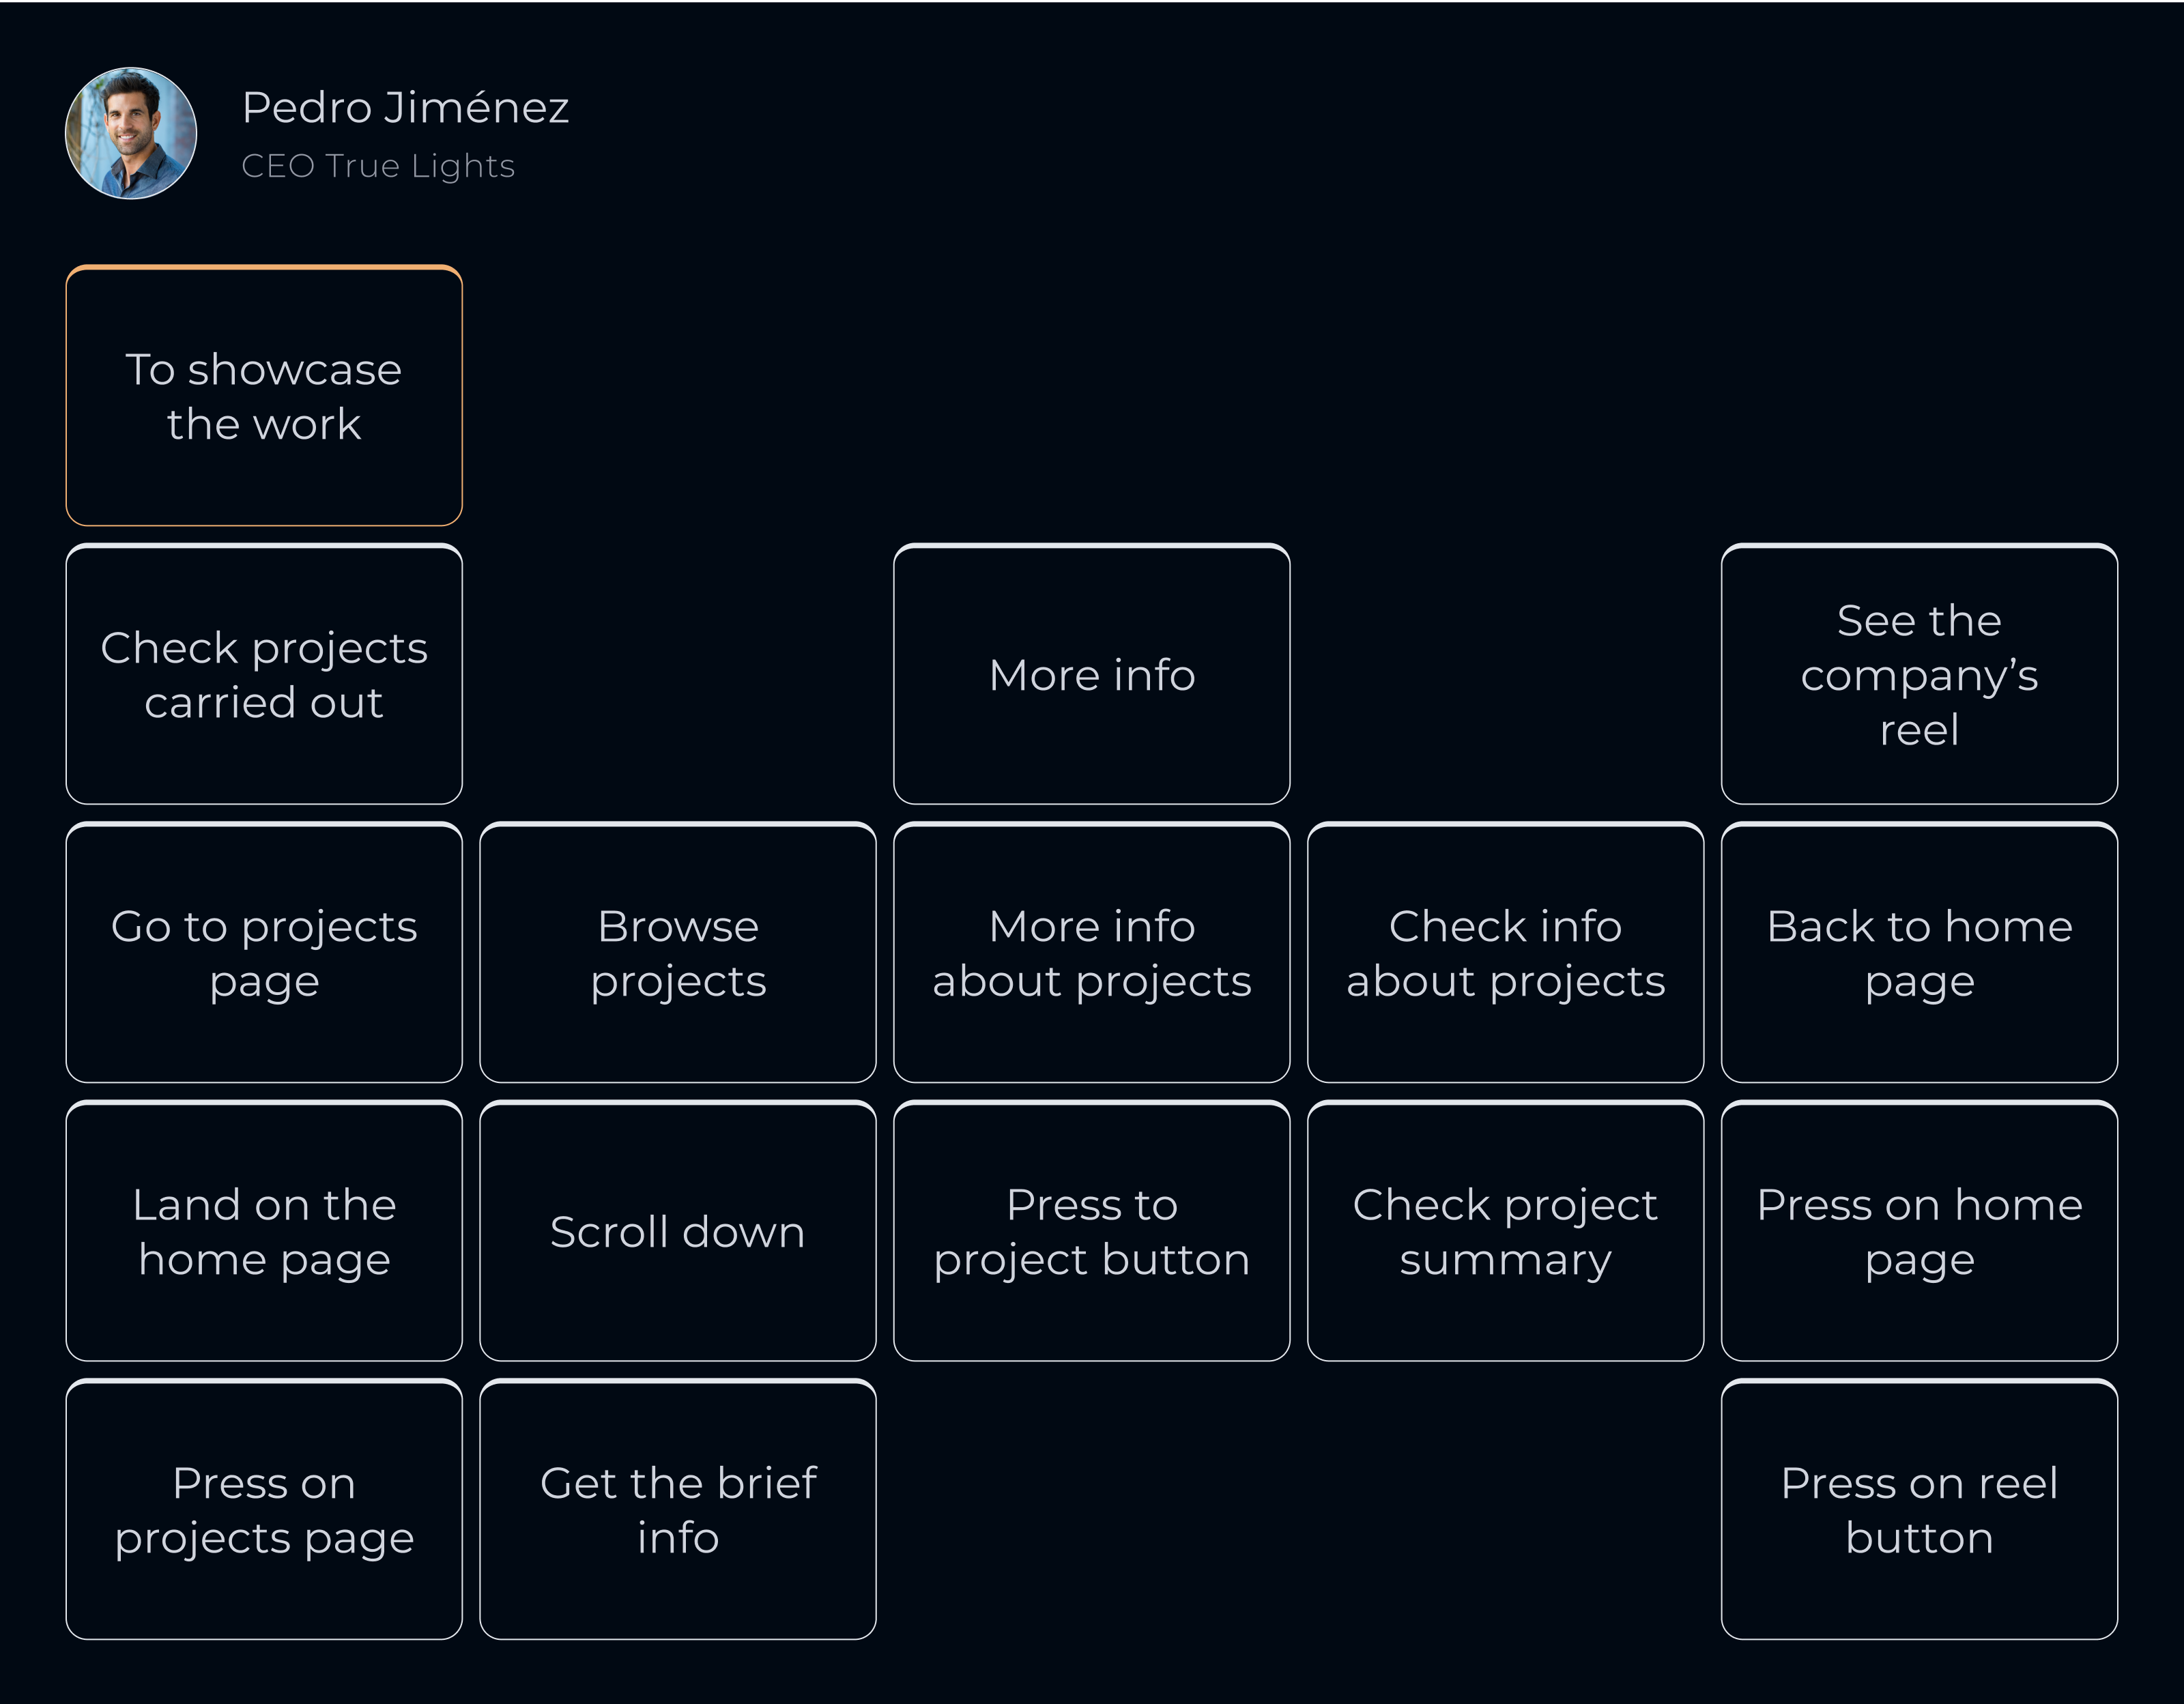 Pedro Jiménez
CEO True Lights
To showcase
the work
Check projects
carried out
More info
See the
company’s
reel
Go to projects
page
Browse
projects
More info
about projects
Check info
about projects
Back to home
page
Land on the
home page
Scroll down
Press to
project button
Check project
summary
Press on home
page
Press on
projects page
Get the brief
info
Press on reel
button